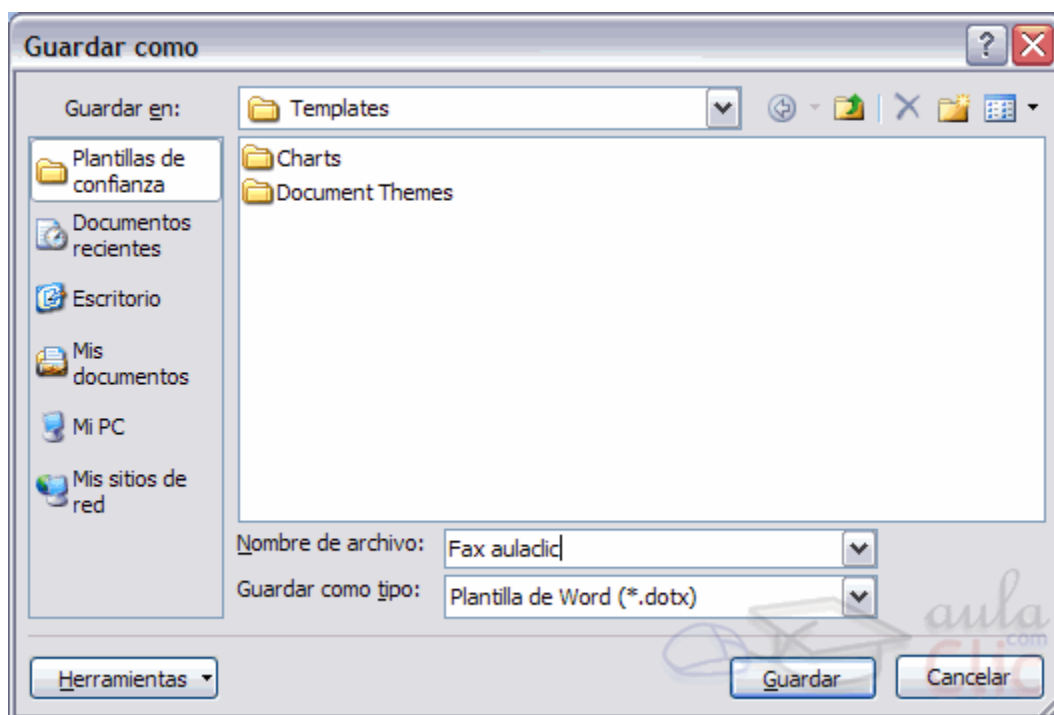 Guardar como
Guardar en:
Templates
Plantillas de
confianza
Documentos
recientes
Escritorio
Mis
documentos
Mi PC
Mis sitios de
red
Charts
Document Themes
Nombre de archivo:
Fax aulaclic
Guardar como tipo:
Plantilla de Word (*.dotx)
aula
.com
Clic
Herramientas
Guardar
Cancelar